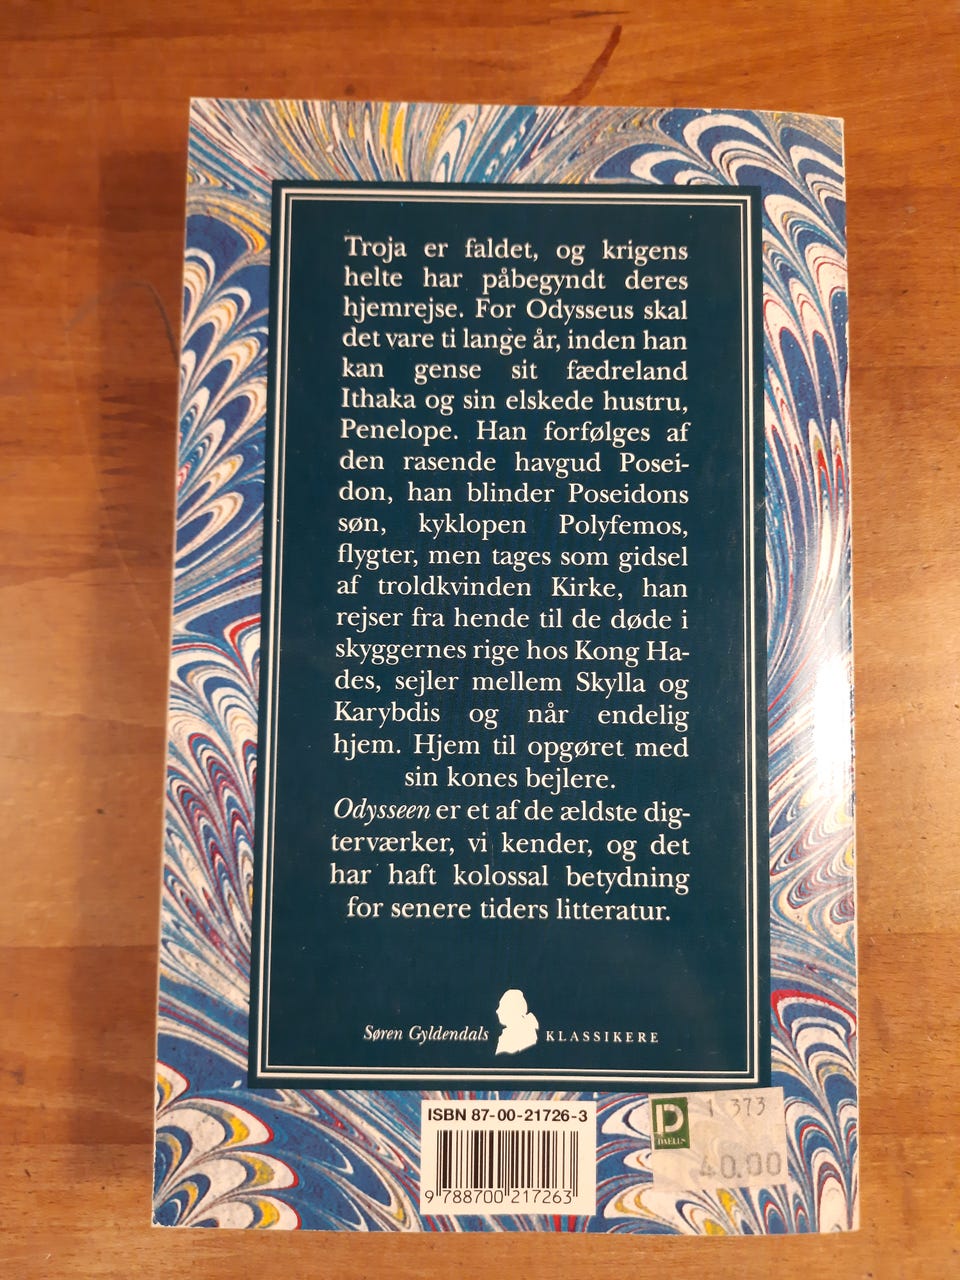 Troja er faldet, og krigens
helte har påbegyndt deres
hjemrejse. For Odysseus skal
det vare ti lange år, inden han
kan gense sit fædreland
Ithaka og sin elskede hustru,
Penelope. Han forfølges af
den rasende havgud Posei-
don, han blinder Poseidons
søn, kyklopen Polyfemos,
flygter, men tages som gidsel
af troldkvinden Kirke, han
rejser fra hende til de døde i
skyggernes rige hos Kong Ha-
des, sejler mellem Skylla og
Karybdis og når endelig
hjem. Hjem til opgøret med
sin kones bejlere.
Odysseen er et af de ældste dig-
terværker, vi kender, og det
har haft kolossal betydning
for senere tiders litteratur.
Søren Gyldendals KLASSIKERE
ISBN 87-00-21726-3
9 788700 217263
D
DAELLS
1 373
40.00